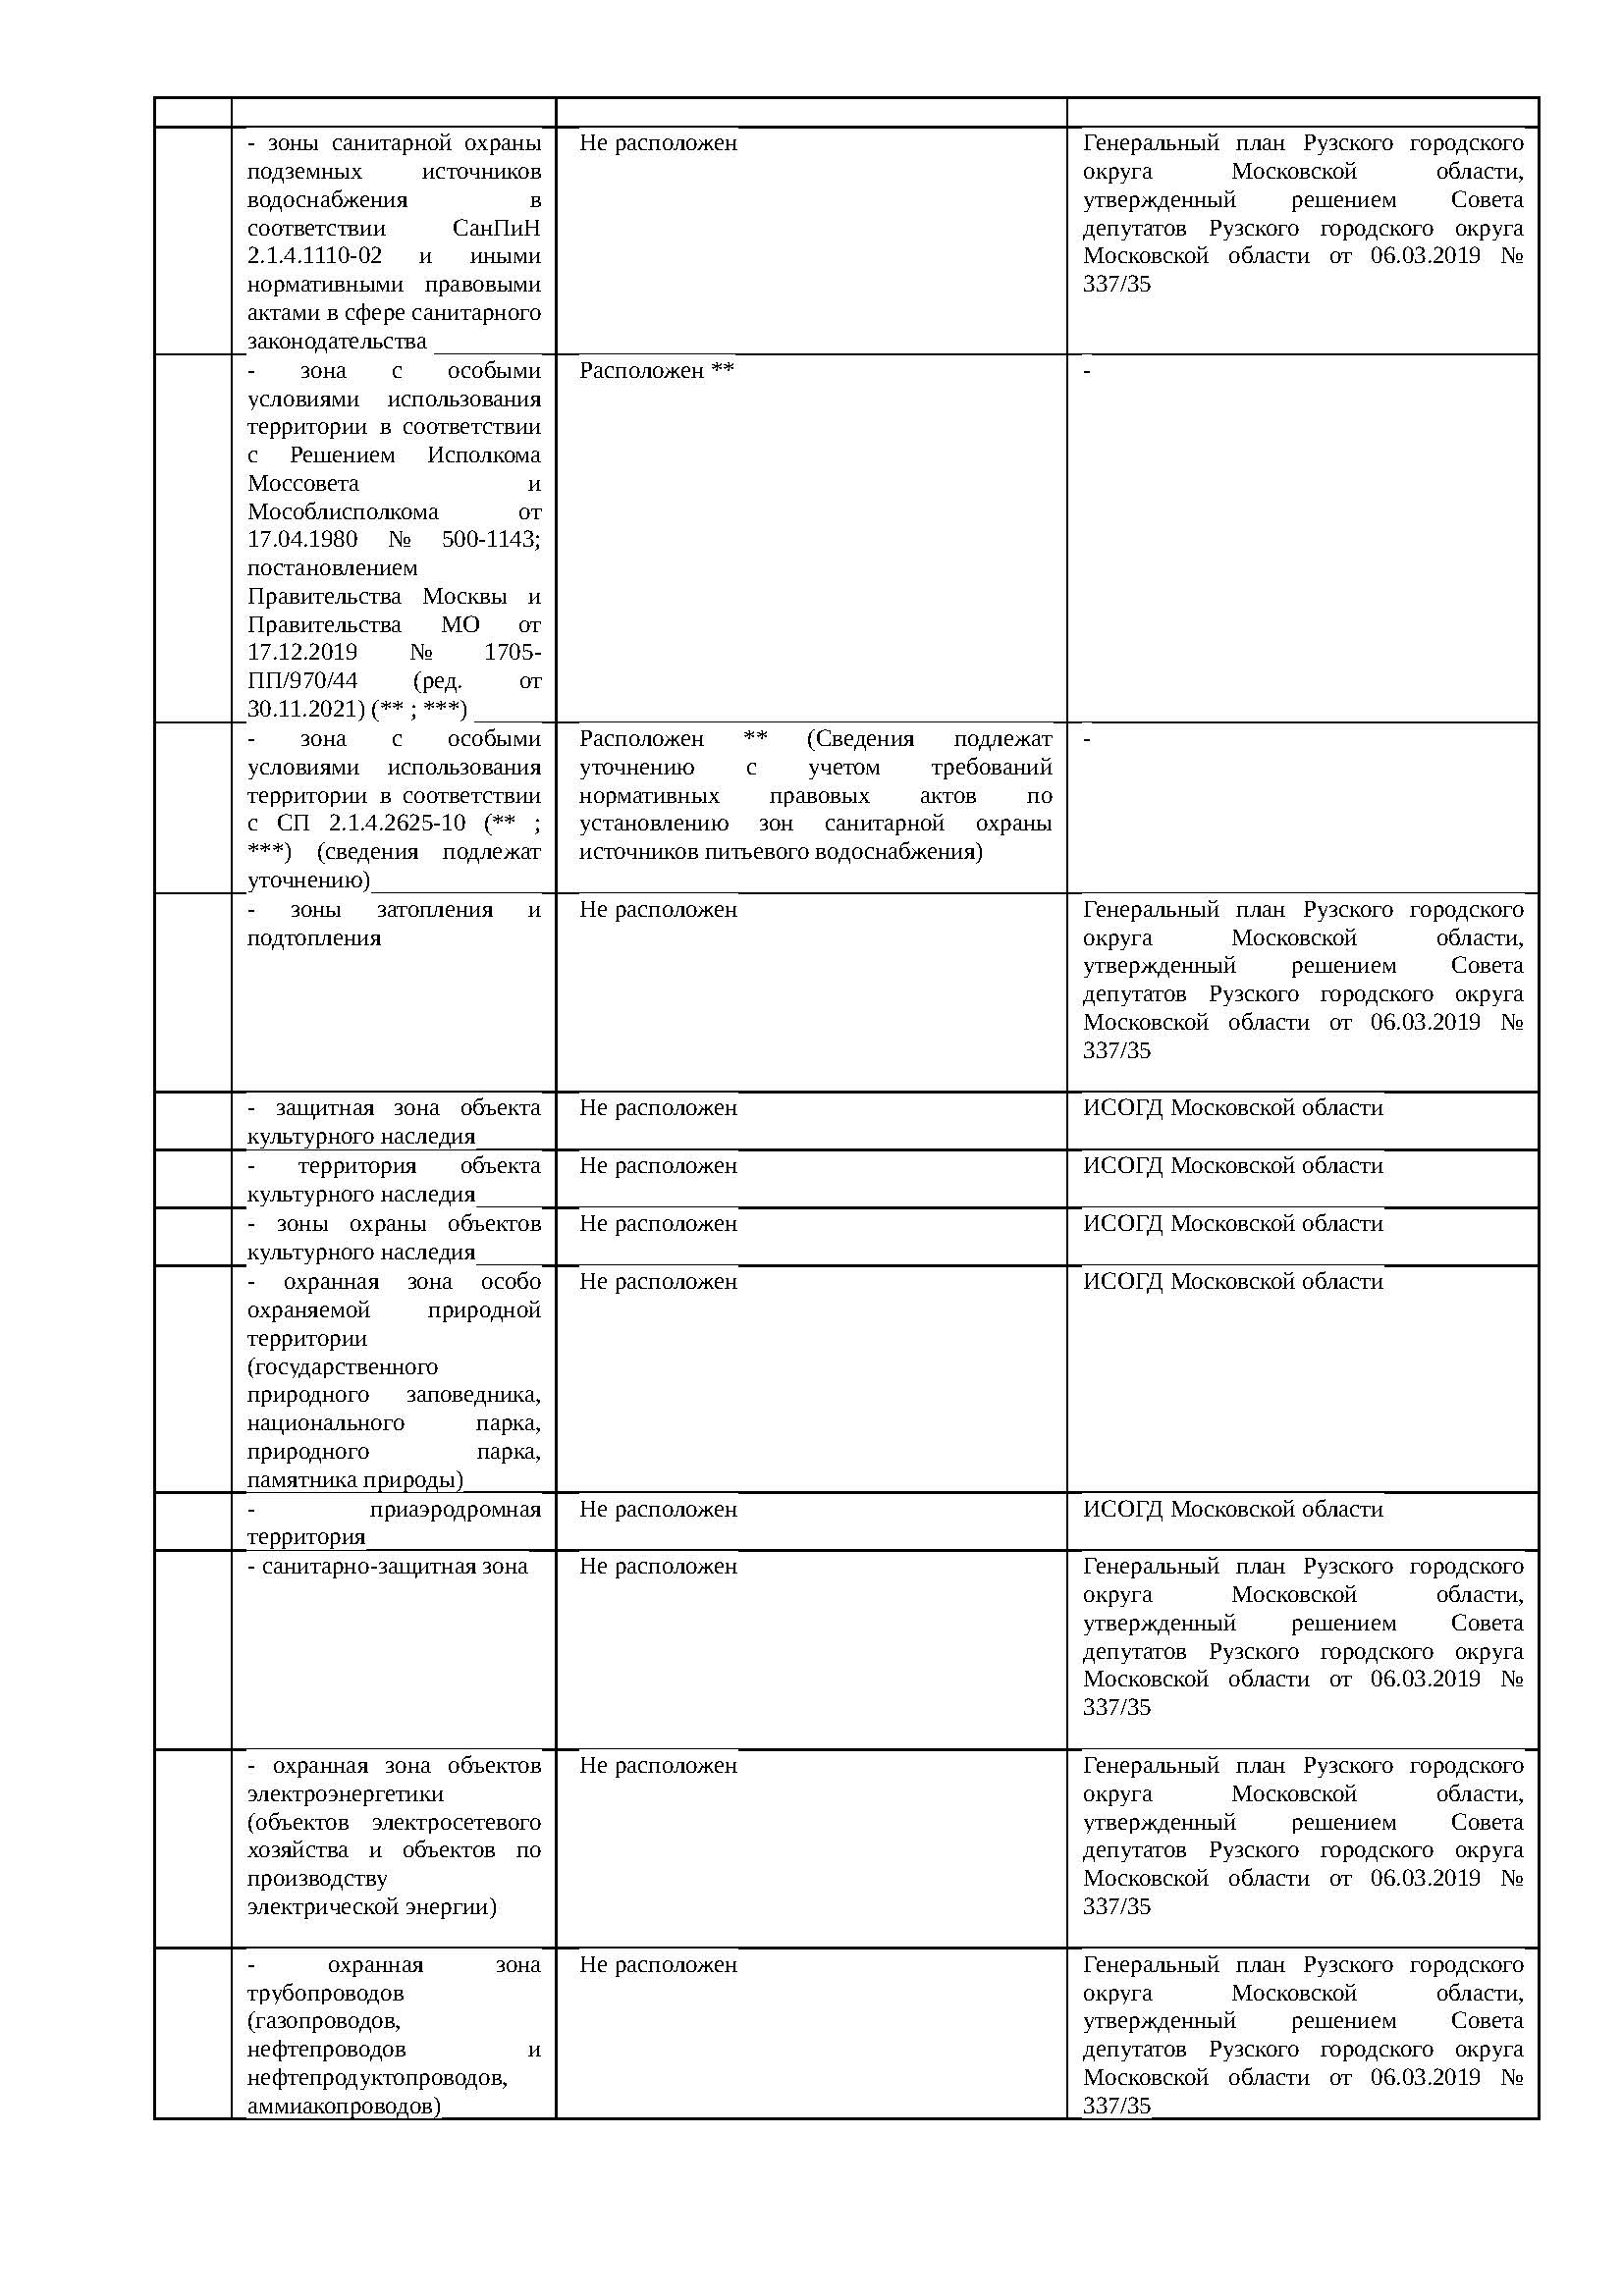 - зоны санитарной охраны
подземных источников
водоснабжения в
соответствии СанПиН
2.1.4.1110-02 и иными
нормативными правовыми
актами в сфере санитарного
законодательства
Не расположен
Генеральный план Рузского городского
округа Московской области,
утвержденный решением Совета
депутатов Рузского городского округа
Московской области от 06.03.2019 №
337/35
- зона с особыми
условиями использования
территории в соответствии
с Решением Исполкома
Моссовета и
Мособлисполкома от
17.04.1980 № 500-1143;
постановлением
Правительства Москвы и
Правительства МО от
17.12.2019 № 1705-
ПП/970/44 (ред. от
30.11.2021) (** ; ***)
Расположен **
-
- зона с особыми
условиями использования
территории в соответствии
с СП 2.1.4.2625-10 (** ;
***) (сведения подлежат
уточнению)
Расположен ** (Сведения подлежат
уточнению с учетом требований
нормативных правовых актов по
установлению зон санитарной охраны
источников питьевого водоснабжения)
-
- зоны затопления и
подтопления
Не расположен
Генеральный план Рузского городского
округа Московской области,
утвержденный решением Совета
депутатов Рузского городского округа
Московской области от 06.03.2019 №
337/35
- защитная зона объекта
культурного наследия
Не расположен
ИСОГД Московской области
- территория объекта
культурного наследия
Не расположен
ИСОГД Московской области
- зоны охраны объектов
культурного наследия
Не расположен
ИСОГД Московской области
- охранная зона особо
охраняемой природной
территории
(государственного
природного заповедника,
национального парка,
природного парка,
памятника природы)
Не расположен
ИСОГД Московской области
- приаэродромная
территория
Не расположен
ИСОГД Московской области
- санитарно-защитная зона
Не расположен
Генеральный план Рузского городского
округа Московской области,
утвержденный решением Совета
депутатов Рузского городского округа
Московской области от 06.03.2019 №
337/35
- охранная зона объектов
электроэнергетики
(объектов электросетевого
хозяйства и объектов по
производству
электрической энергии)
Не расположен
Генеральный план Рузского городского
округа Московской области,
утвержденный решением Совета
депутатов Рузского городского округа
Московской области от 06.03.2019 №
337/35
- охранная зона
трубопроводов
(газопроводов,
нефтепроводов и
нефтепродуктопроводов,
аммиакопроводов)
Не расположен
Генеральный план Рузского городского
округа Московской области,
утвержденный решением Совета
депутатов Рузского городского округа
Московской области от 06.03.2019 №
337/35